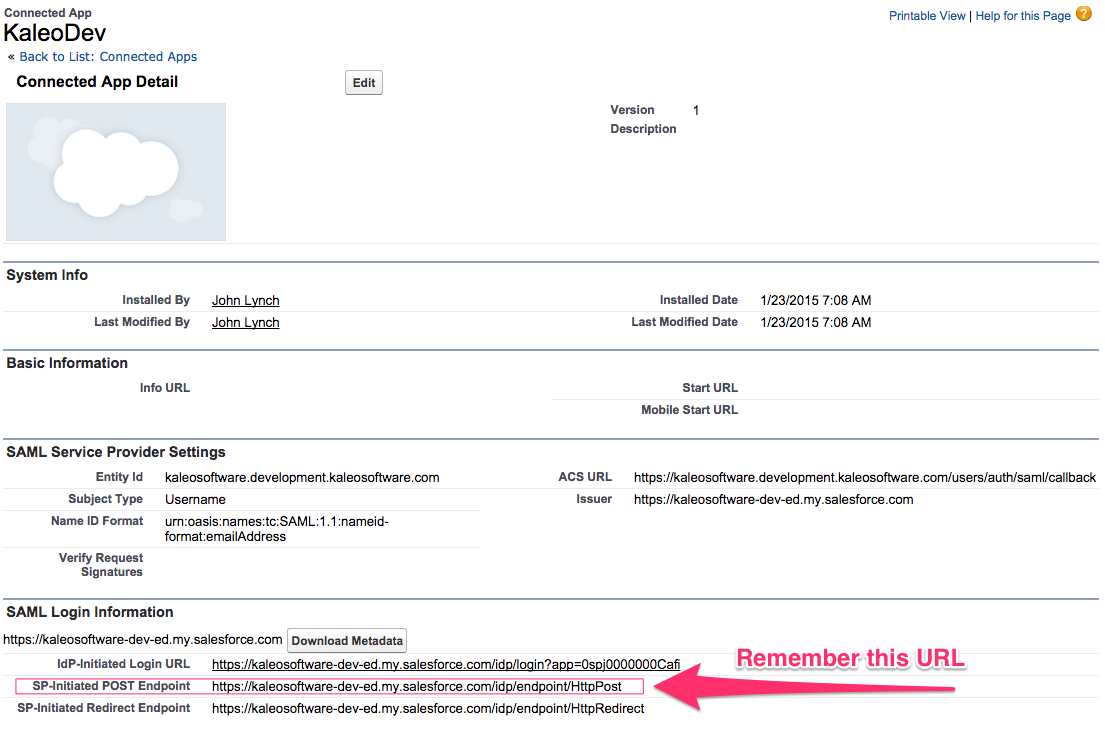 Connected App
KaleoDev
Printable View | Help for this Page ?
« Back to List: Connected Apps
Connected App Detail
Edit
Version 1
Description
System Info
Installed By John Lynch Installed Date 1/23/2015 7:08 AM
Last Modified By John Lynch Last Modified Date 1/23/2015 7:08 AM
Basic Information
Info URL Start URL
Mobile Start URL
SAML Service Provider Settings
Entity Id kaleosoftware.development.kaleosoftware.com ACS URL https://kaleosoftware.development.kaleosoftware.com/users/auth/saml/callback
Subject Type Username Issuer https://kaleosoftware-dev-ed.my.salesforce.com
Name ID Format urn:oasis:names:tc:SAML:1.1:nameid-
format:emailAddress
Verify Request
Signatures
SAML Login Information
https://kaleosoftware-dev-ed.my.salesforce.com Download Metadata
IdP-Initiated Login URL https://kaleosoftware-dev-ed.my.salesforce.com/idp/login?app=0spj0000000Cafi
Remember this URL
SP-Initiated POST Endpoint https://kaleosoftware-dev-ed.my.salesforce.com/idp/endpoint/HttpPost
SP-Initiated Redirect Endpoint https://kaleosoftware-dev-ed.my.salesforce.com/idp/endpoint/HttpRedirect